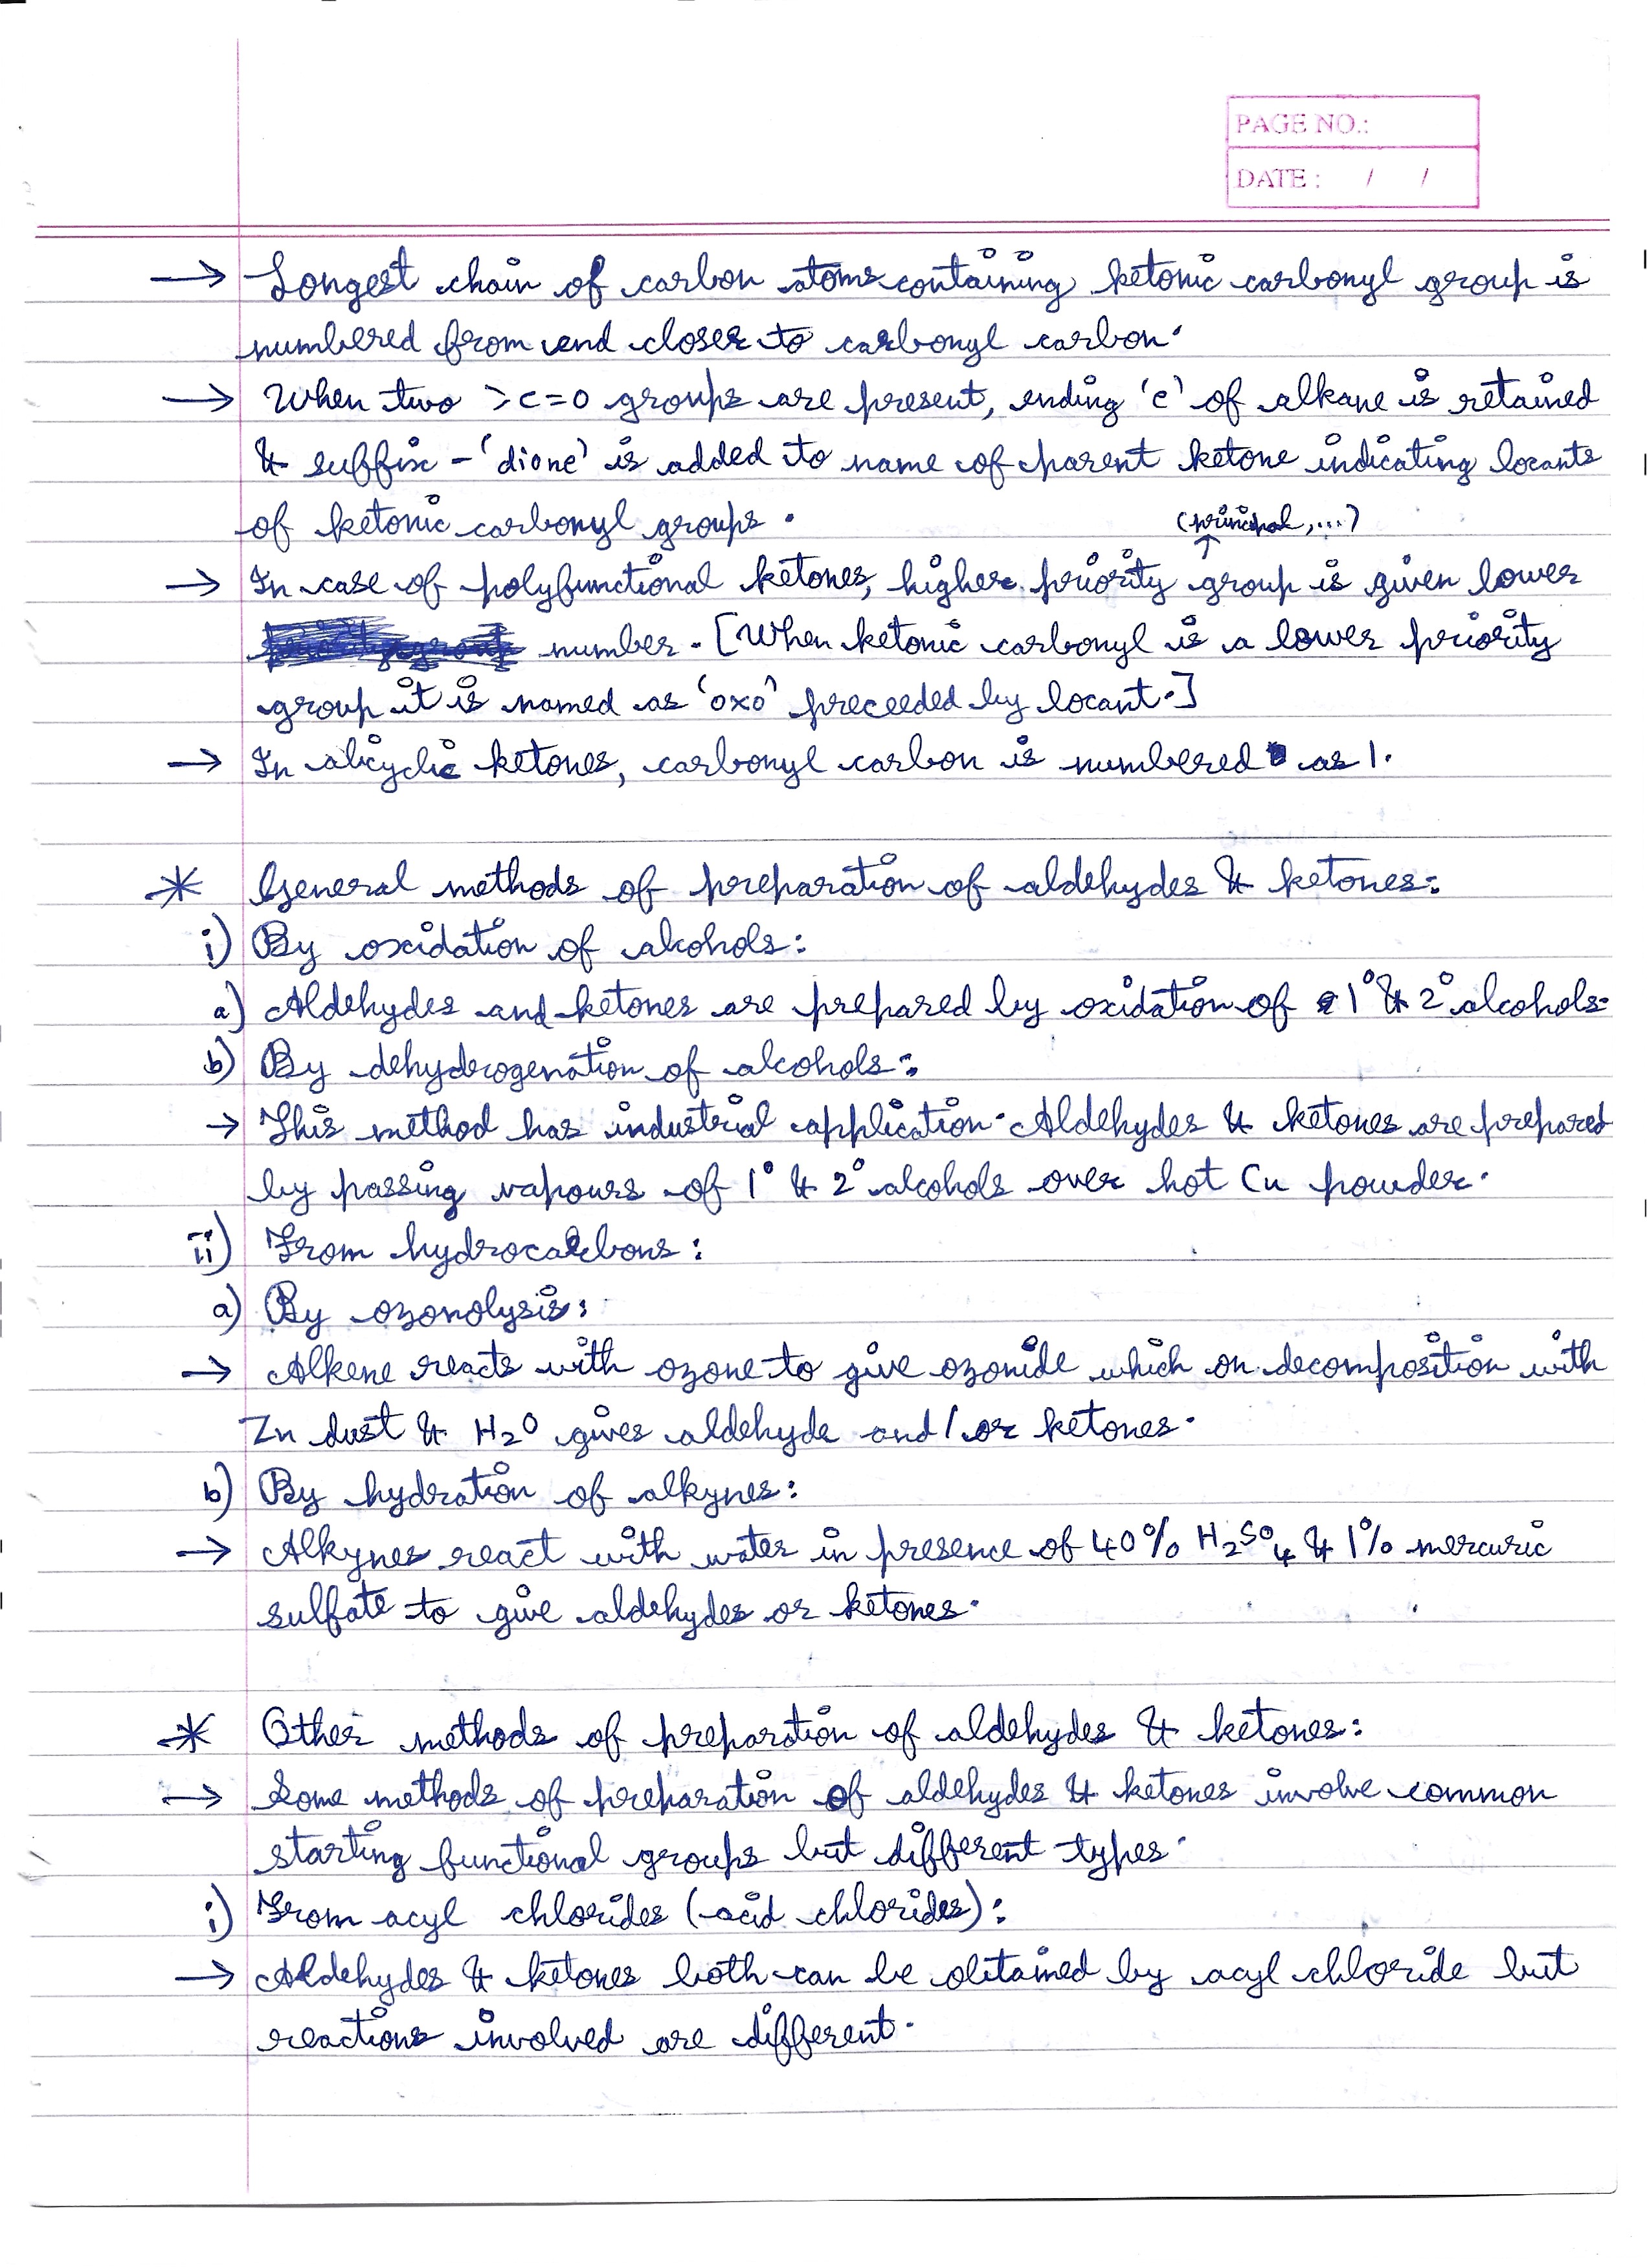 PAGE NO.:
DATE : / /
→ Longest chain of carbon atoms containing ketonic carbonyl group is
numbered from end closer to carbonyl carbon.
→ When two >C=O groups are present, ending 'e' of alkane is retained
& suffix - 'dione' is added to name of parent ketone indicating locants
of ketonic carbonyl groups.
(principal, ...)
→ In case of polyfunctional ketones, higher priority ↑ group is given lower
number. [When ketonic carbonyl is a lower priority
group it is named as 'oxo' preceeded by locant.]
→ In alicyclic ketones, carbonyl carbon is numbered as 1.
* General methods of preparation of aldehydes & ketones:
i) By oxidation of alcohols:
a) Aldehydes and ketones are prepared by oxidation of 1° & 2° alcohols.
b) By dehydrogenation of alcohols:
→ This method has industrial application. Aldehydes & ketones are prepared
by passing vapours of 1° & 2° alcohols over hot Cu powder.
ii) From hydrocarbons:
a) By ozonolysis:
→ Alkene reacts with ozone to give ozonide which on decomposition with
Zn dust & H₂O gives aldehyde and/or ketones.
b) By hydration of alkynes:
→ Alkynes react with water in presence of 40% H₂SO₄ & 1% mercuric
sulfate to give aldehydes or ketones.
* Other methods of preparation of aldehydes & ketones:
→ Some methods of preparation of aldehydes & ketones involve common
starting functional groups but different types.
i) From acyl chlorides (acid chlorides):
→ Aldehydes & ketones both can be obtained by acyl chloride but
reactions involved are different.